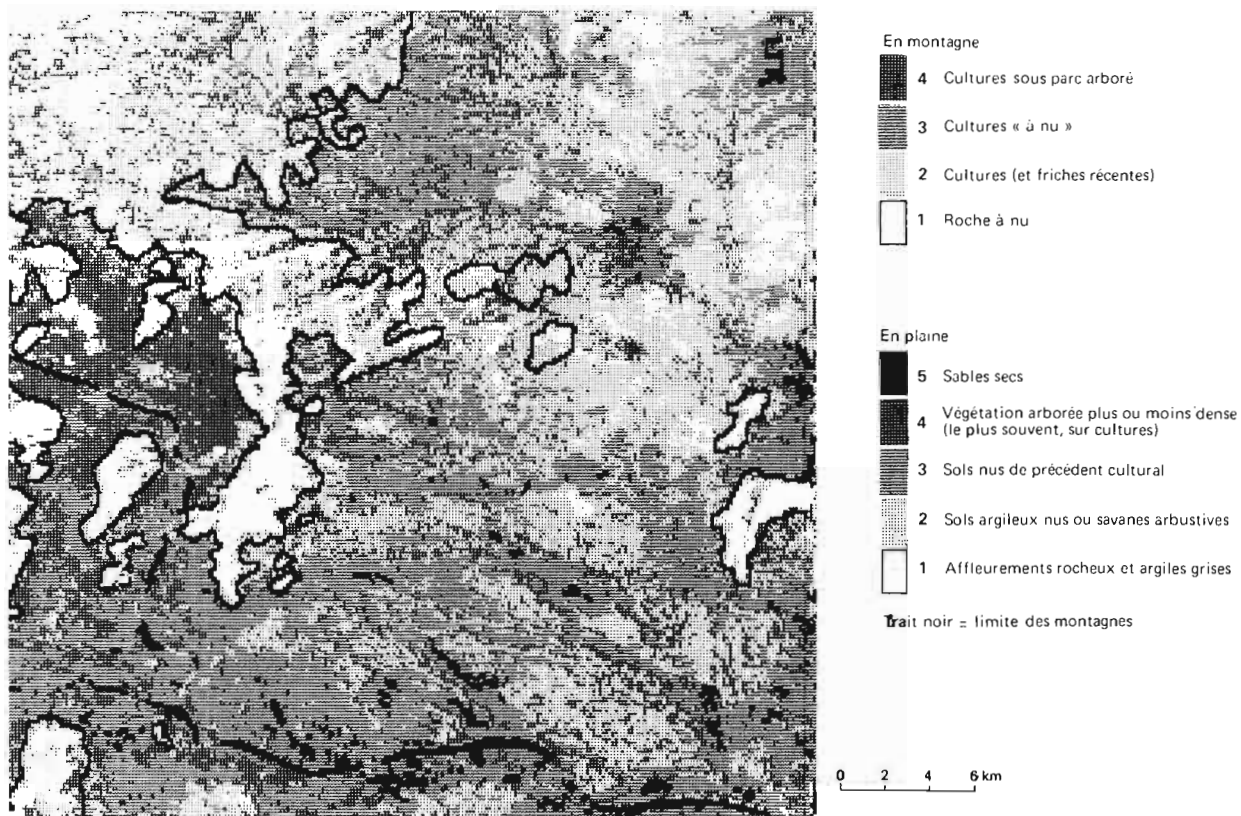 En montagne
4 Cultures sous parc arboré
3 Cultures « à nu »
2 Cultures (et friches récentes)
1 Roche à nu
En plaine
5 Sables secs
4 Végétation arborée plus ou moins dense
(le plus souvent, sur cultures)
3 Sols nus de précédent cultural
2 Sols argileux nus ou savanes arbustives
1 Affleurements rocheux et argiles grises
Trait noir = limite des montagnes
0 2 4 6 km